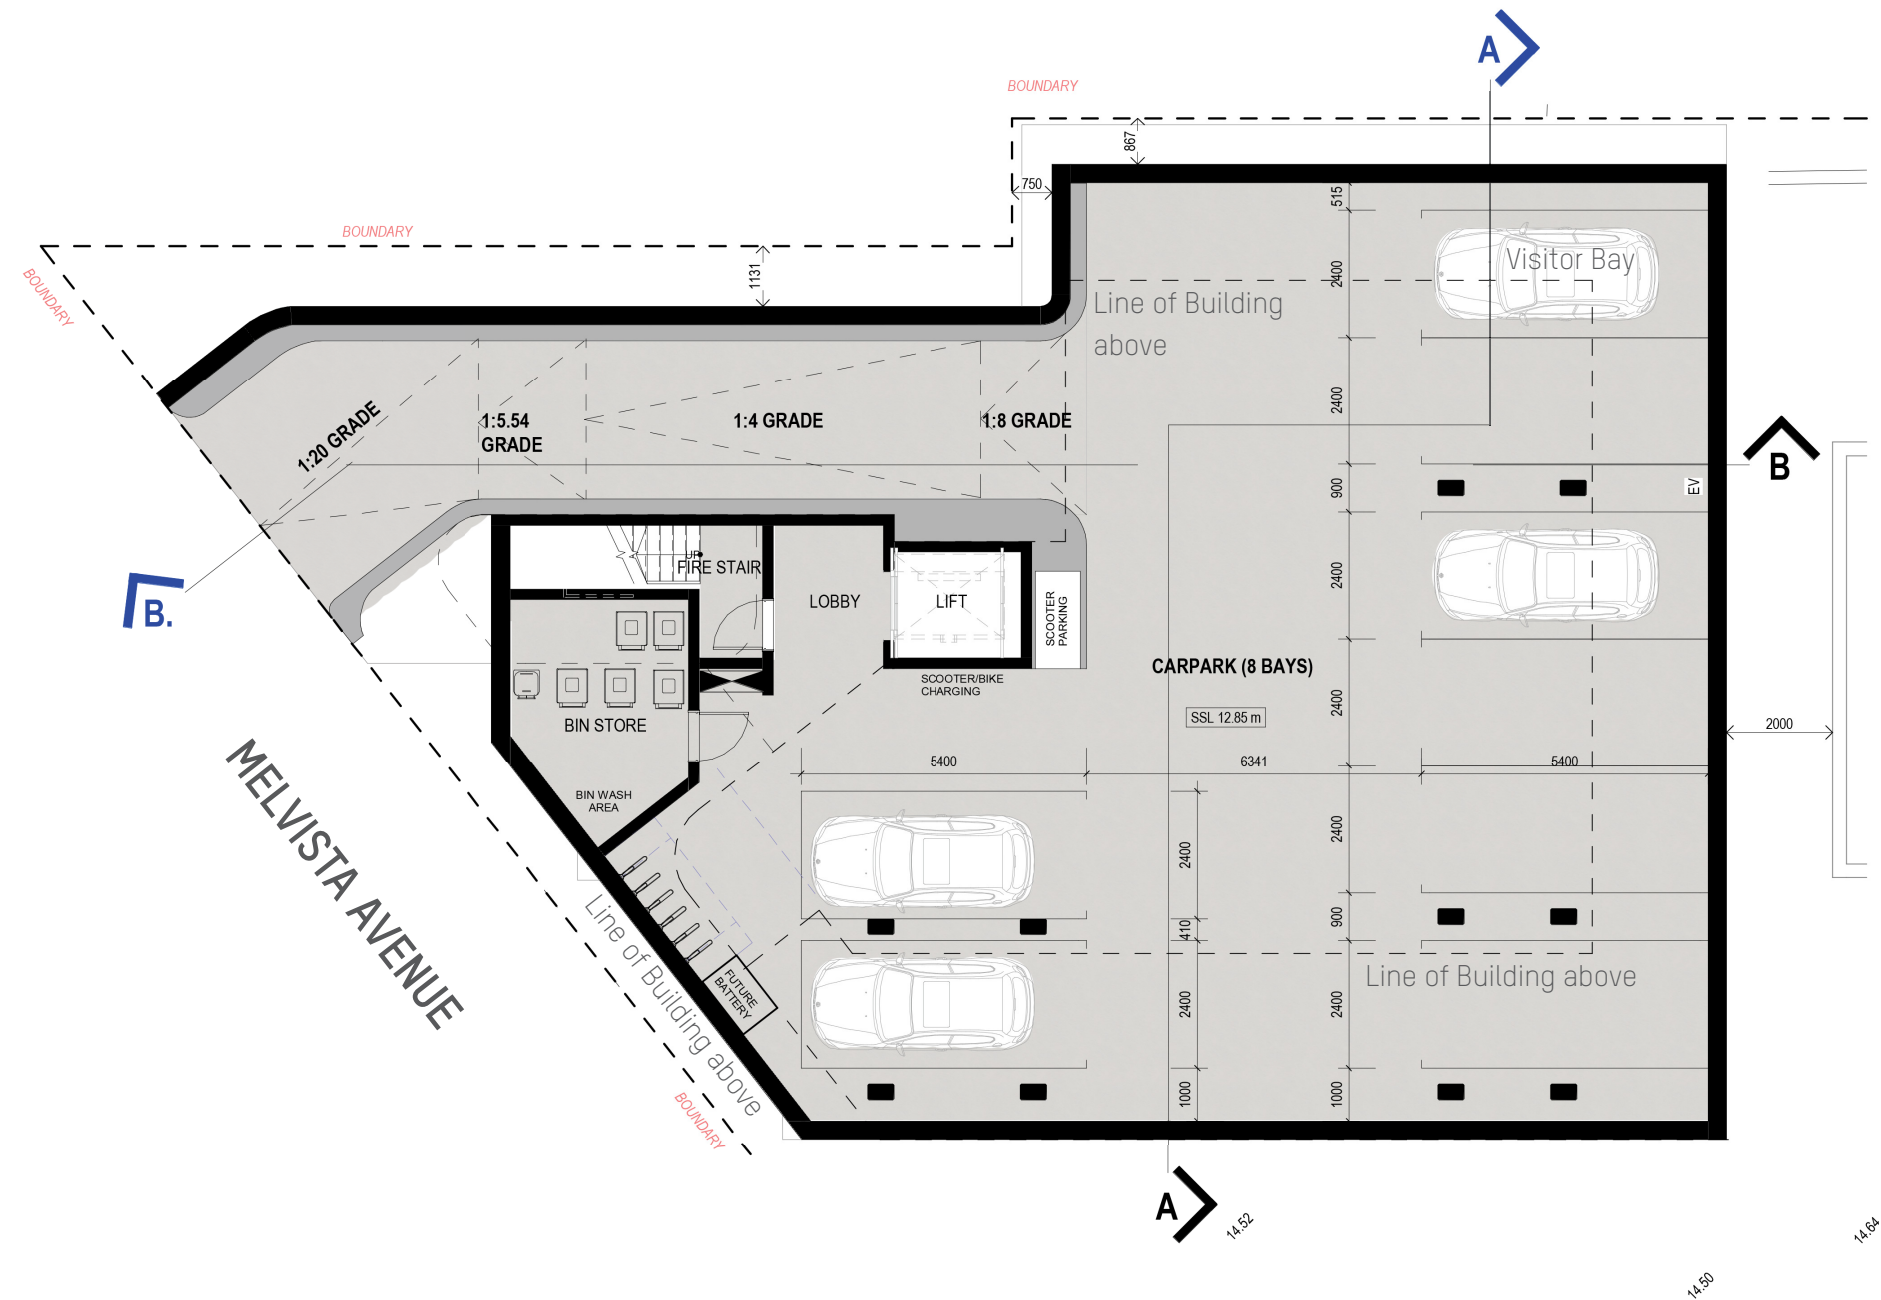 A
BOUNDARY
867
750
515
BOUNDARY
1131
BOUNDARY
2400
Visitor Bay
Line of Building
above
2400
1:20 GRADE
1:5.54
GRADE
1:4 GRADE
1:8 GRADE
B
900
EV
UP
FIRE STAIR
LOBBY
LIFT
SCOOTER
PARKING
2400
B.
CARPARK (8 BAYS)
SCOOTER/BIKE
CHARGING
2400
SSL 12.85 m
BIN STORE
2000
5400
6341
5400
BIN WASH
AREA
2400
2400
MELVISTA AVENUE
410
900
Line of Building above
FUTURE
BATTERY
Line of Building above
2400
2400
1000
1000
BOUNDARY
A
14.52
14.64
14.50